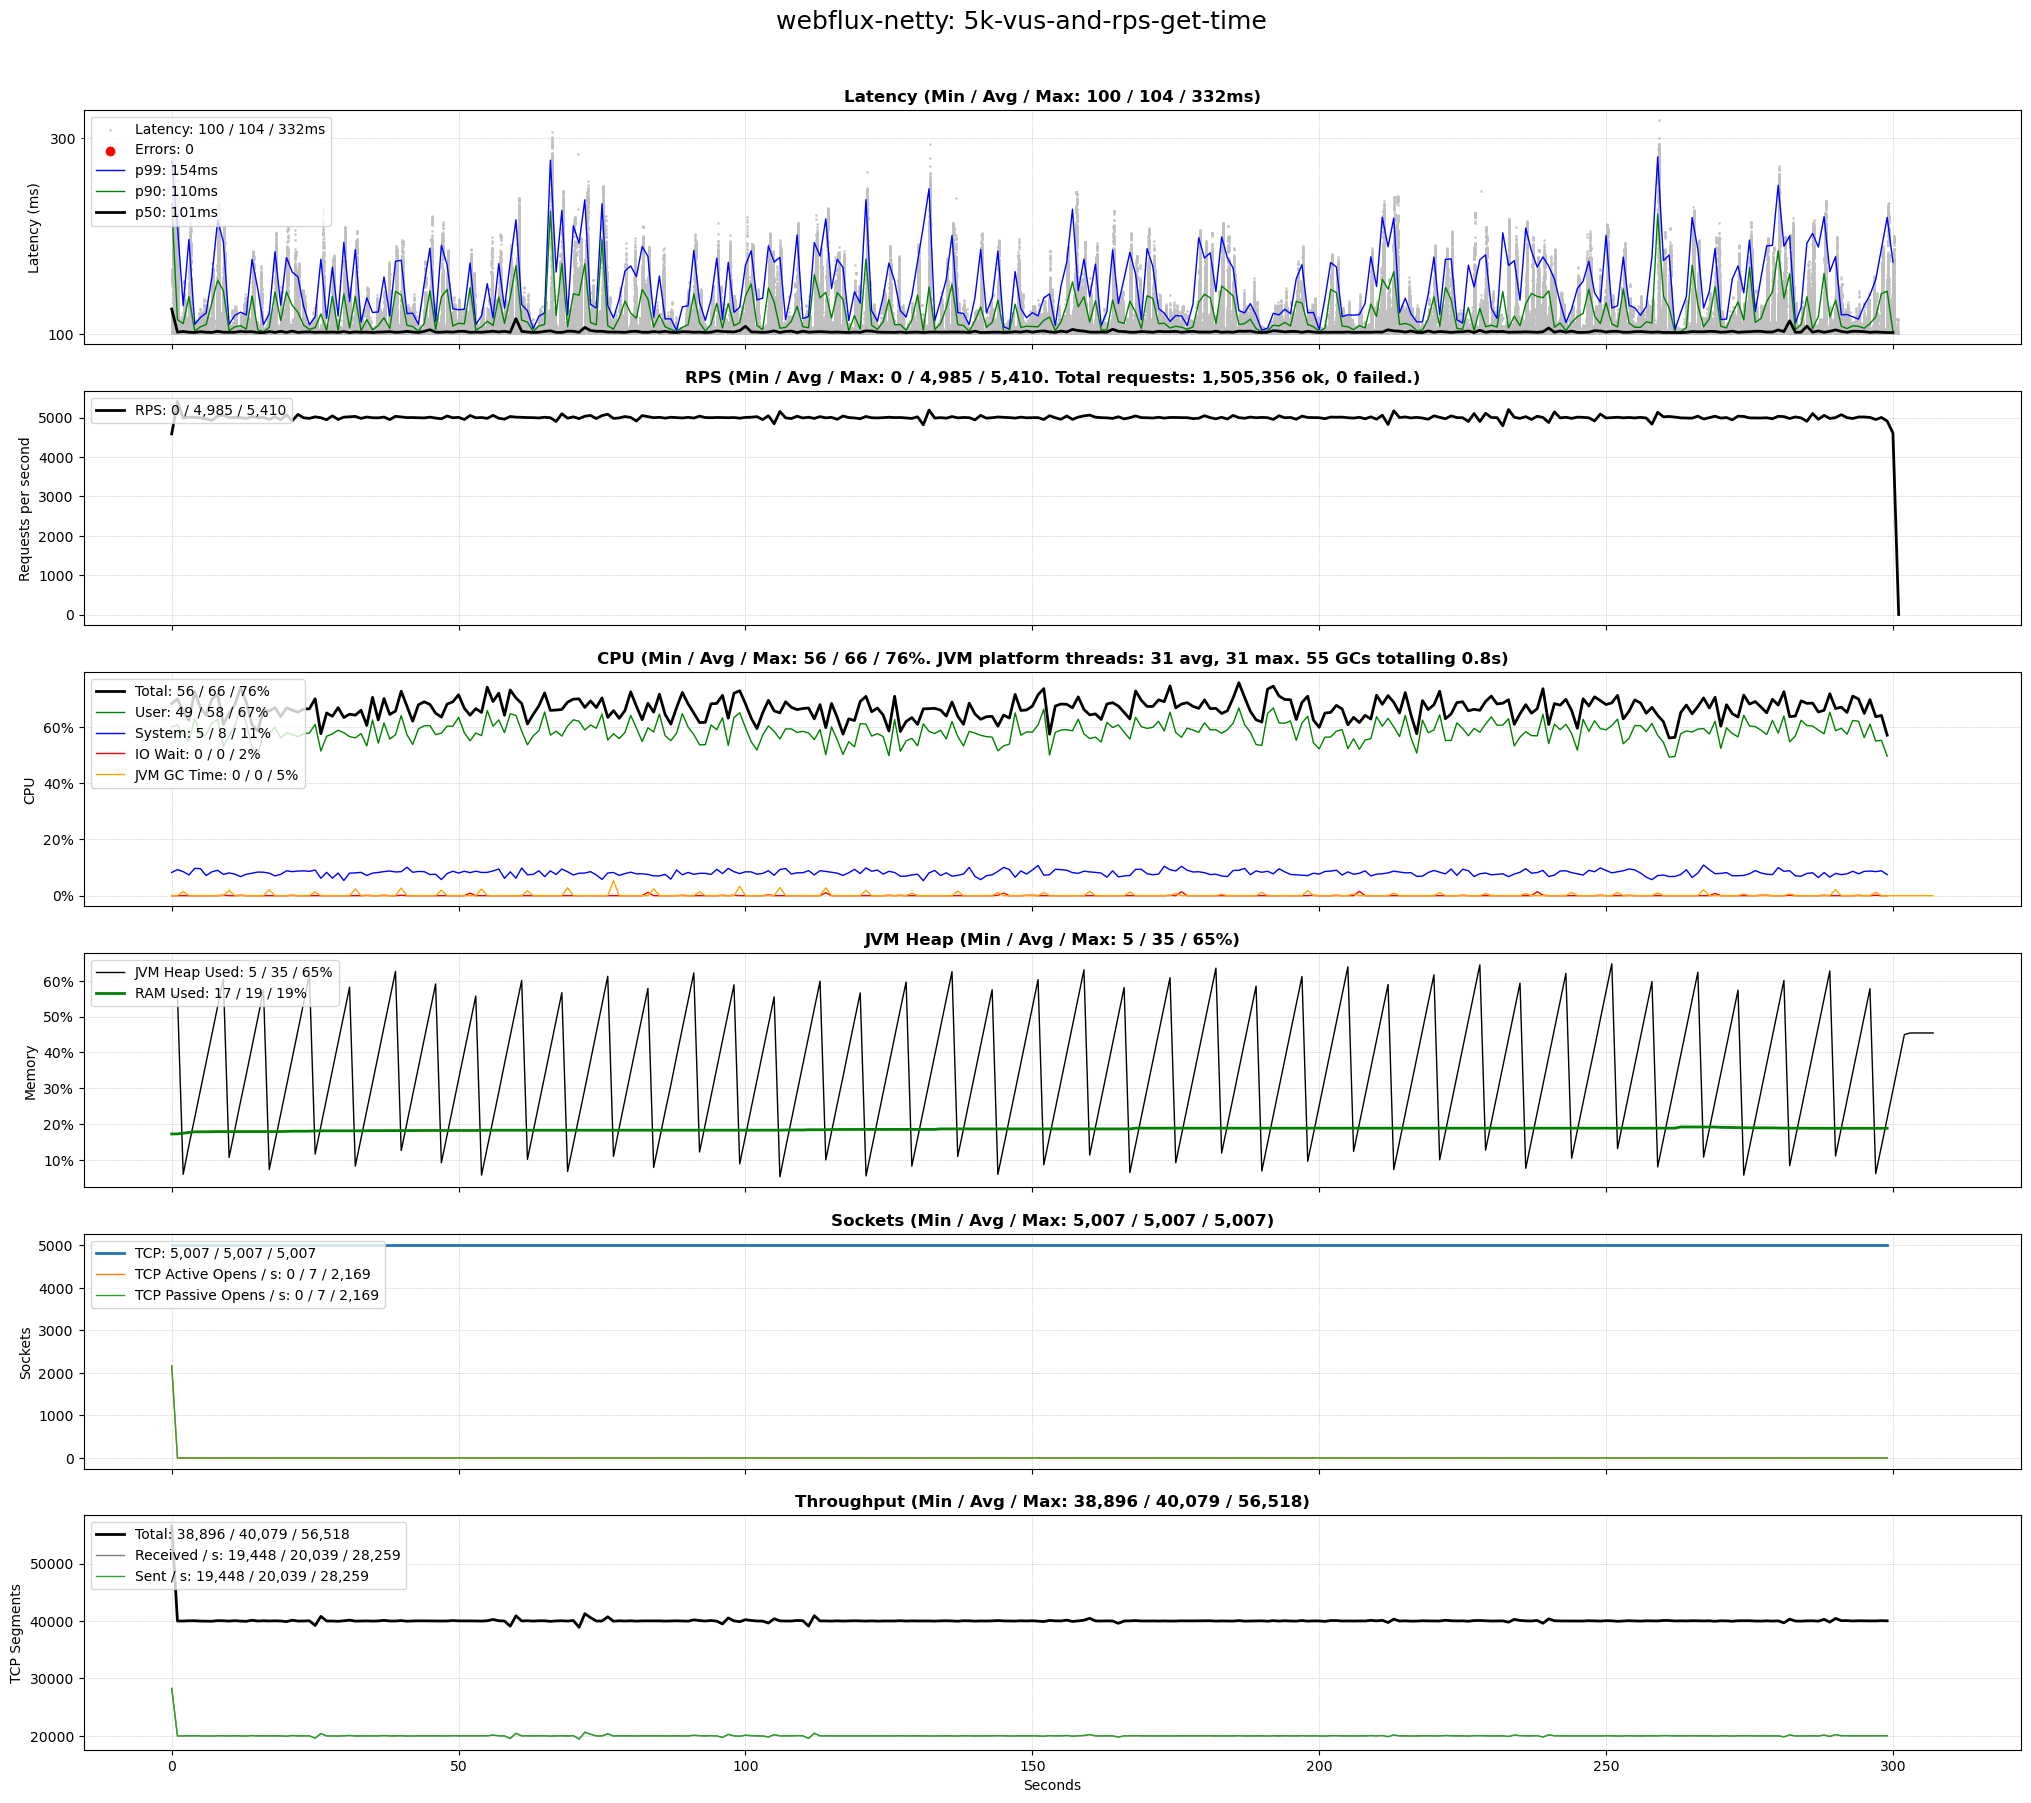 webflux-netty: 5k-vus-and-rps-get-time
Latency (Min / Avg / Max: 100 / 104 / 332ms)
Latency (ms)
300
100
Latency: 100 / 104 / 332ms
Errors: 0
p99: 154ms
p90: 110ms
p50: 101ms
RPS (Min / Avg / Max: 0 / 4,985 / 5,410. Total requests: 1,505,356 ok, 0 failed.)
Requests per second
5000
4000
3000
2000
1000
0
RPS: 0 / 4,985 / 5,410
CPU (Min / Avg / Max: 56 / 66 / 76%. JVM platform threads: 31 avg, 31 max. 55 GCs totalling 0.8s)
CPU
60%
40%
20%
0%
Total: 56 / 66 / 76%
User: 49 / 58 / 67%
System: 5 / 8 / 11%
IO Wait: 0 / 0 / 2%
JVM GC Time: 0 / 0 / 5%
JVM Heap (Min / Avg / Max: 5 / 35 / 65%)
Memory
60%
50%
40%
30%
20%
10%
JVM Heap Used: 5 / 35 / 65%
RAM Used: 17 / 19 / 19%
Sockets (Min / Avg / Max: 5,007 / 5,007 / 5,007)
Sockets
5000
4000
3000
2000
1000
0
TCP: 5,007 / 5,007 / 5,007
TCP Active Opens / s: 0 / 7 / 2,169
TCP Passive Opens / s: 0 / 7 / 2,169
Throughput (Min / Avg / Max: 38,896 / 40,079 / 56,518)
TCP Segments
50000
40000
30000
20000
Total: 38,896 / 40,079 / 56,518
Received / s: 19,448 / 20,039 / 28,259
Sent / s: 19,448 / 20,039 / 28,259
0 50 100 150 200 250 300
Seconds